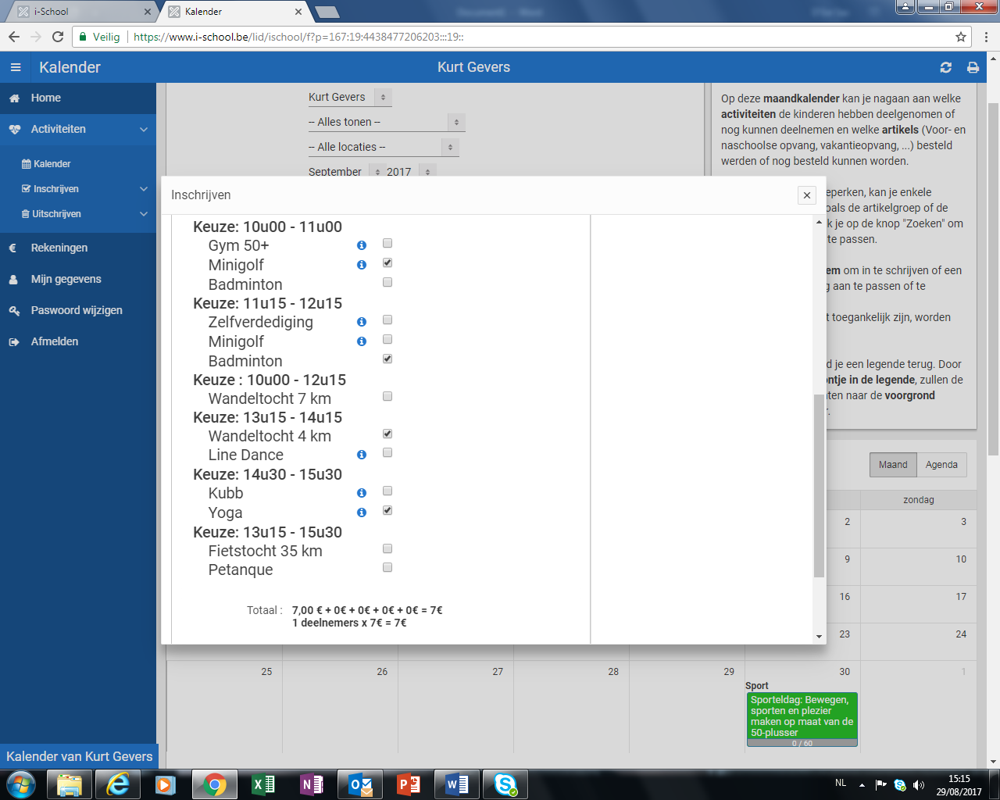 i-School
Kalender
Document2 - Word
Veilig
https://www.i-school.be/lid/ischool/f?p=167:19:4438477206203:::19::
Kalender
Kurt Gevers
Home
Activiteiten
Kalender
Inschrijven
Uitschrijven
Rekeningen
Mijn gegevens
Paswoord wijzigen
Afmelden
Kurt Gevers
-- Alles tonen --
-- Alle locaties --
September 2017
Op deze maandkalender kan je nagaan aan welke
activiteiten de kinderen hebben deelgenomen of
nog kunnen deelnemen en welke artikels (Voor- en
naschoolse opvang, vakantieopvang, ...) besteld
werden of nog besteld kunnen worden.
eperken, kan je enkele
oals de artikelgroep of de
k je op de knop "Zoeken" om
te passen.
em om in te schrijven of een
g aan te passen of te
t toegankelijk zijn, worden
d je een legende terug. Door
ontje in de legende, zullen de
ten naar de voorgrond
r.
Inschrijven
Keuze: 10u00 - 11u00
Gym 50+
Minigolf
Badminton
Keuze: 11u15 - 12u15
Zelfverdediging
Minigolf
Badminton
Keuze : 10u00 - 12u15
Wandeltocht 7 km
Keuze: 13u15 - 14u15
Wandeltocht 4 km
Line Dance
Keuze: 14u30 - 15u30
Kubb
Yoga
Keuze: 13u15 - 15u30
Fietstocht 35 km
Petanque
Totaal : 7,00 € + 0€ + 0€ + 0€ + 0€ = 7€
1 deelnemers x 7€ = 7€
Maand Agenda
zondag
2 3
9 10
16 17
23 24
25 26 27 28 29 30 1
Sport
Sporteldag: Bewegen,
sporten en plezier
maken op maat van de
50-plusser
0 / 60
Kalender van Kurt Gevers
NL
15:15
29/08/2017